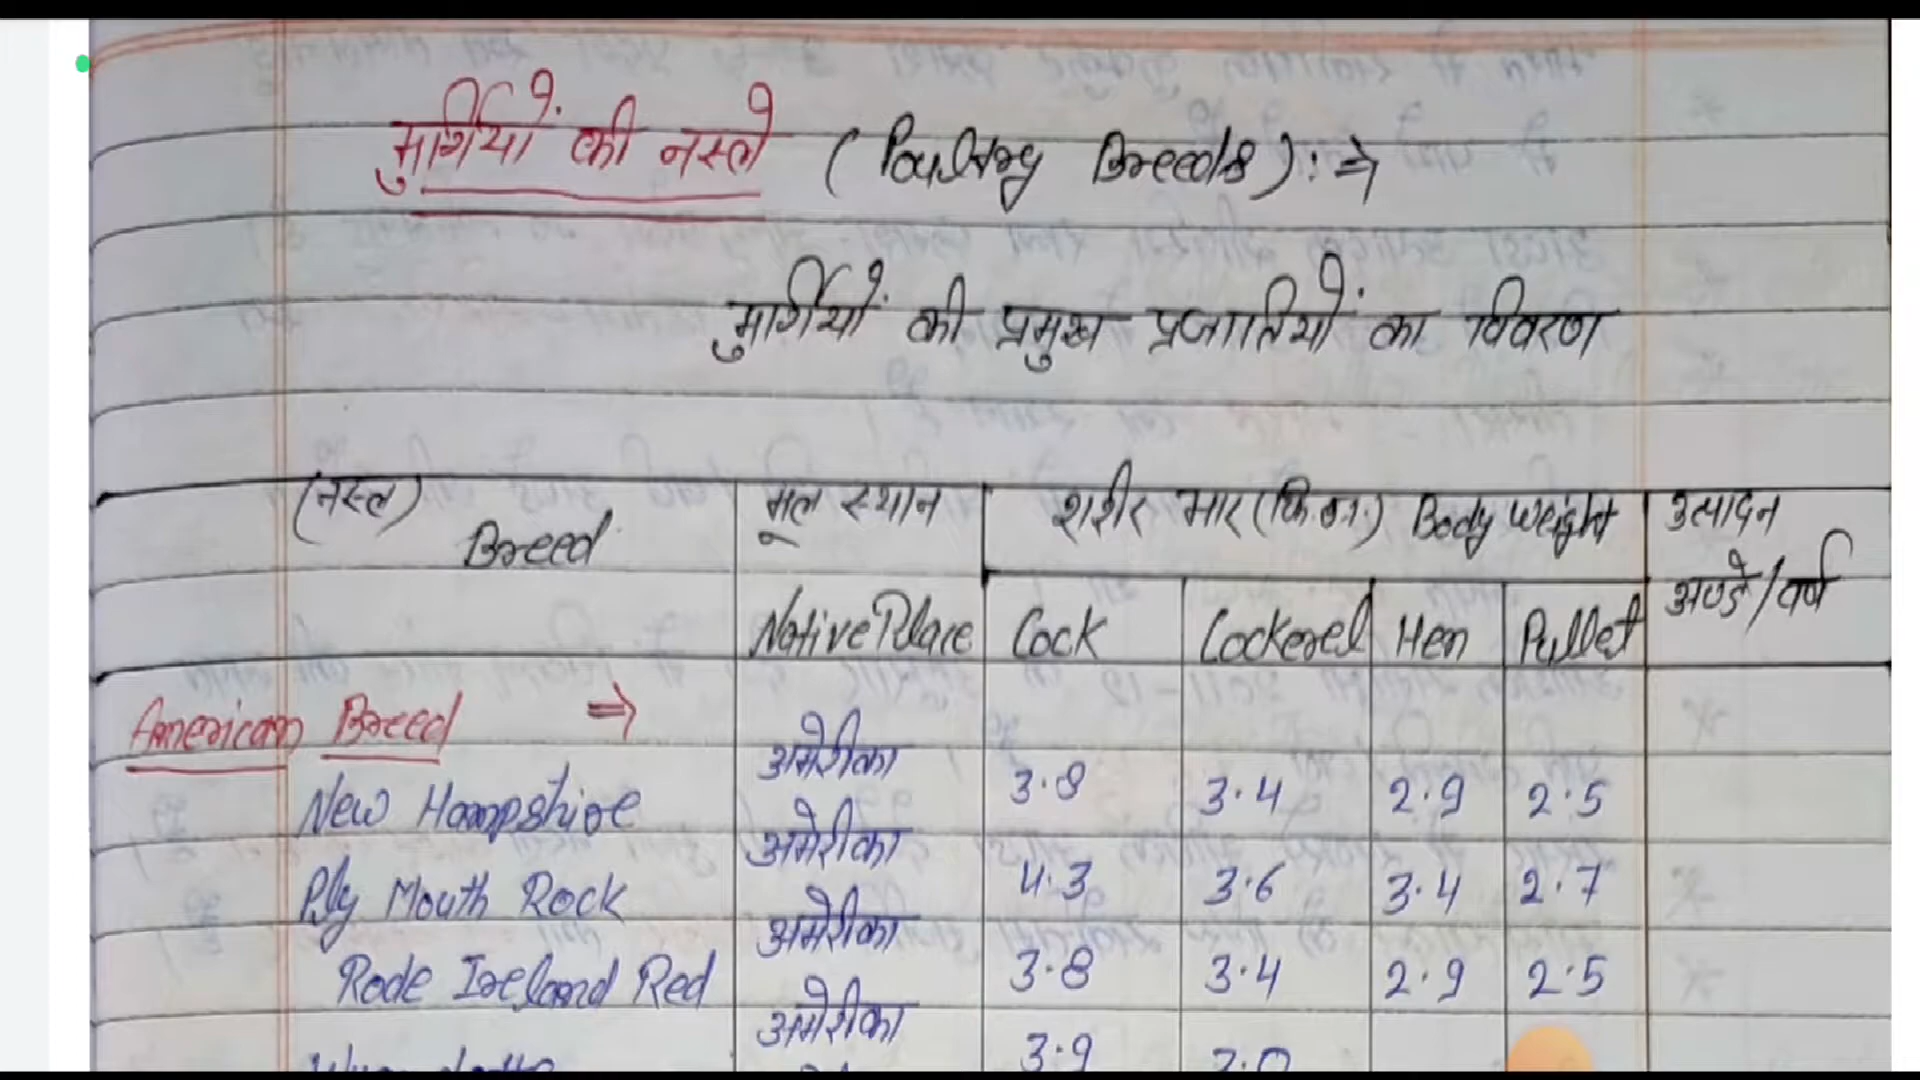 मुर्गियों की नस्ले (Poultry Breeds) :⇒
मुर्गियों की प्रमुख प्रजातियों का विवरण
(नस्ल) Breed
मूल स्थान Native Place
शरीर भार (कि.ग्रा.) Body Weight
Cock Cockerel Hen Pullet
उत्पादन अण्डे/वर्ष
American Breed ⇒
New Hampshire अमेरीका 3.8 3.4 2.9 2.5
Ply Mouth Rock अमेरीका 4.3 3.6 3.4 2.7
Rode Ireland Red अमेरीका 3.8 3.4 2.9 2.5
अमेरीका 3.9